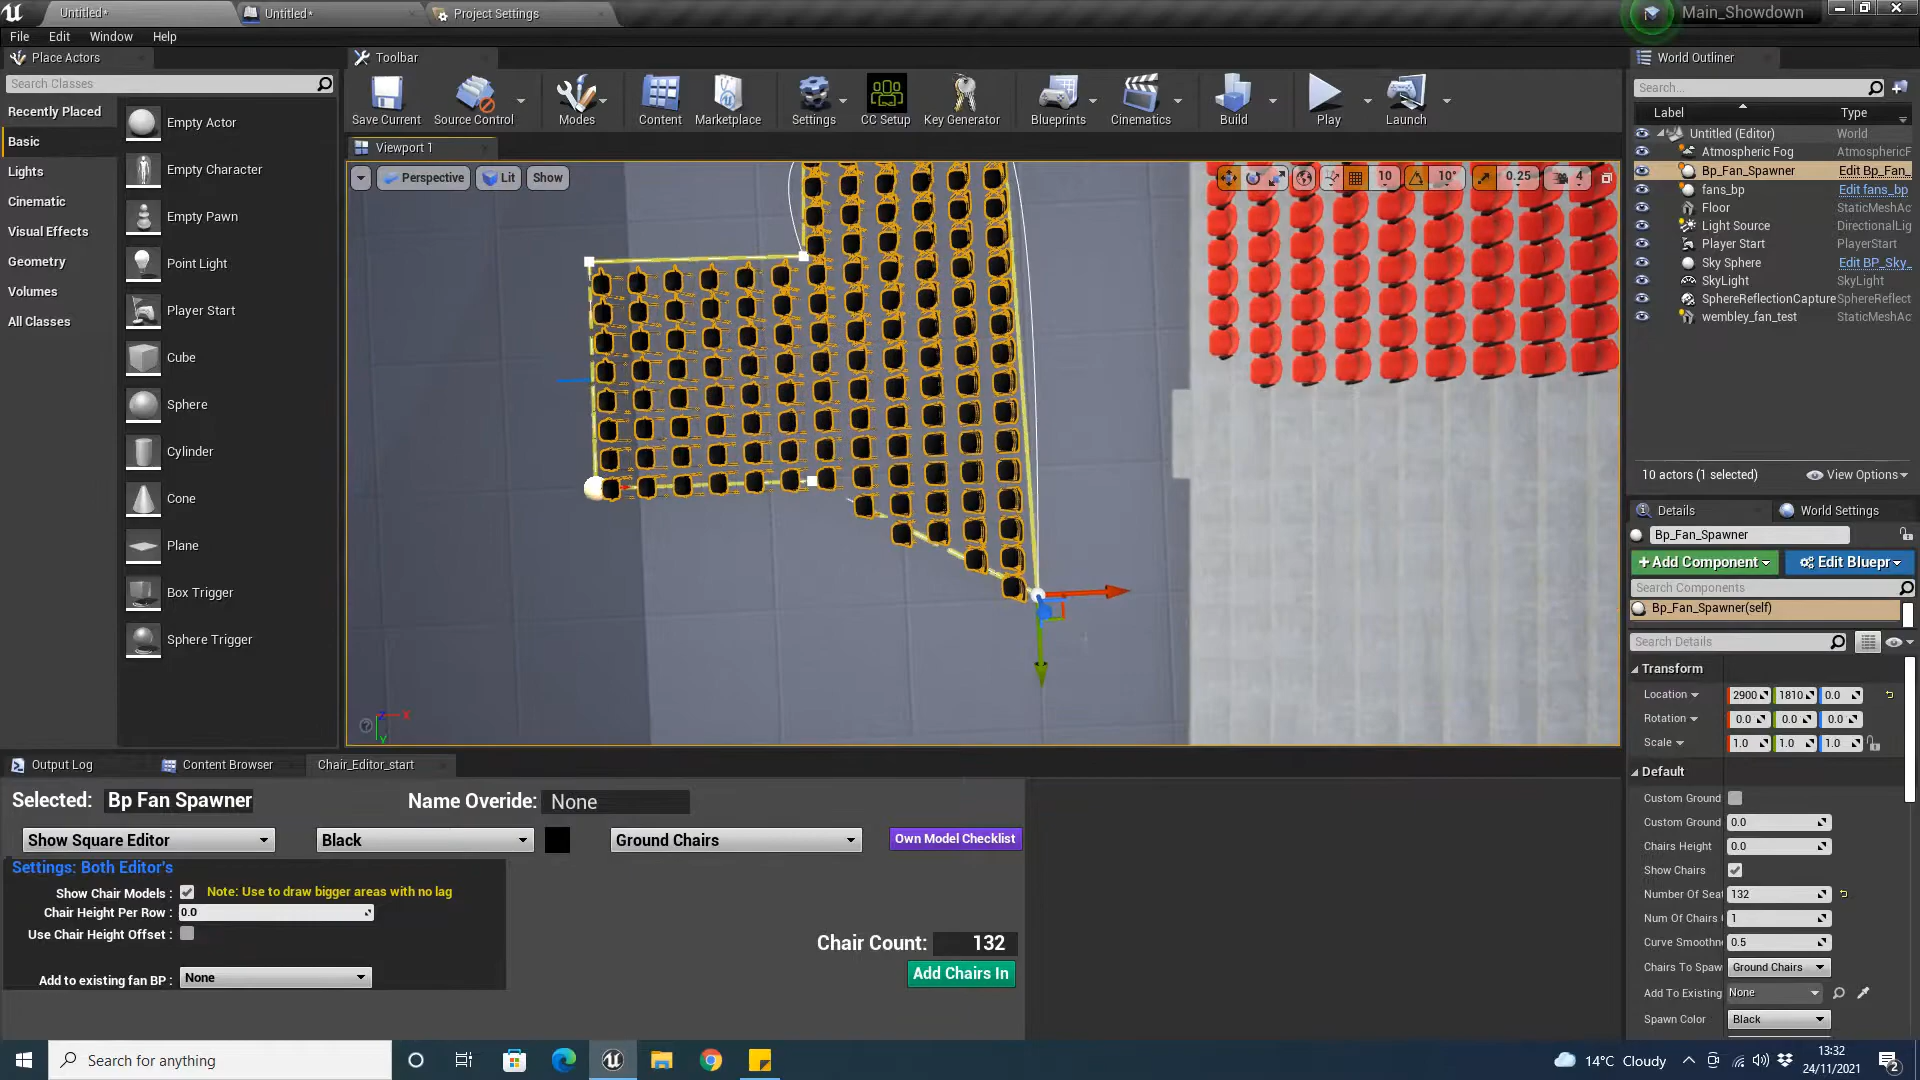 Untitled*
Untitled*
Project Settings
Main_Showdown
File Edit Window Help
Place Actors
Search Classes
Recently Placed
Basic
Lights
Cinematic
Visual Effects
Geometry
Volumes
All Classes
Empty Actor
Empty Character
Empty Pawn
Point Light
Player Start
Cube
Sphere
Cylinder
Cone
Plane
Box Trigger
Sphere Trigger
Toolbar
Save Current
Source Control
Modes
Content
Marketplace
Settings
CC Setup
Key Generator
Blueprints
Cinematics
Build
Play
Launch
Viewport 1
Perspective
Lit
Show
10
10°
0.25
4
X
Y
World Outliner
Search...
Label Type
Untitled (Editor) World
Atmospheric Fog AtmosphericF
Bp_Fan_Spawner Edit Bp_Fan_
fans_bp Edit fans_bp
Floor StaticMeshAc
Light Source DirectionalLig
Player Start PlayerStart
Sky Sphere Edit BP_Sky_
SkyLight SkyLight
SphereReflectionCapture SphereReflect
wembley_fan_test StaticMeshAc
10 actors (1 selected)
View Options
Details
World Settings
Bp_Fan_Spawner
+Add Component
Edit Bluepr
Search Components
Bp_Fan_Spawner(self)
Search Details
Transform
Location 2900 1810 0.0
Rotation 0.0 0.0 0.0
Scale 1.0 1.0 1.0
Default
Custom Ground
Custom Ground 0.0
Chairs Height 0.0
Show Chairs
Number Of Seat 132
Num Of Chairs 1
Curve Smoothn 0.5
Chairs To Spaw Ground Chairs
Add To Existing None
Spawn Color Black
Output Log
Content Browser
Chair_Editor_start
Selected: Bp Fan Spawner
Name Overide: None
Show Square Editor
Black
Ground Chairs
Own Model Checklist
Settings: Both Editor's
Show Chair Models :
Note: Use to draw bigger areas with no lag
Chair Height Per Row : 0.0
Use Chair Height Offset :
Add to existing fan BP : None
Chair Count: 132
Add Chairs In
Search for anything
14°C Cloudy
13:32
24/11/2021
2